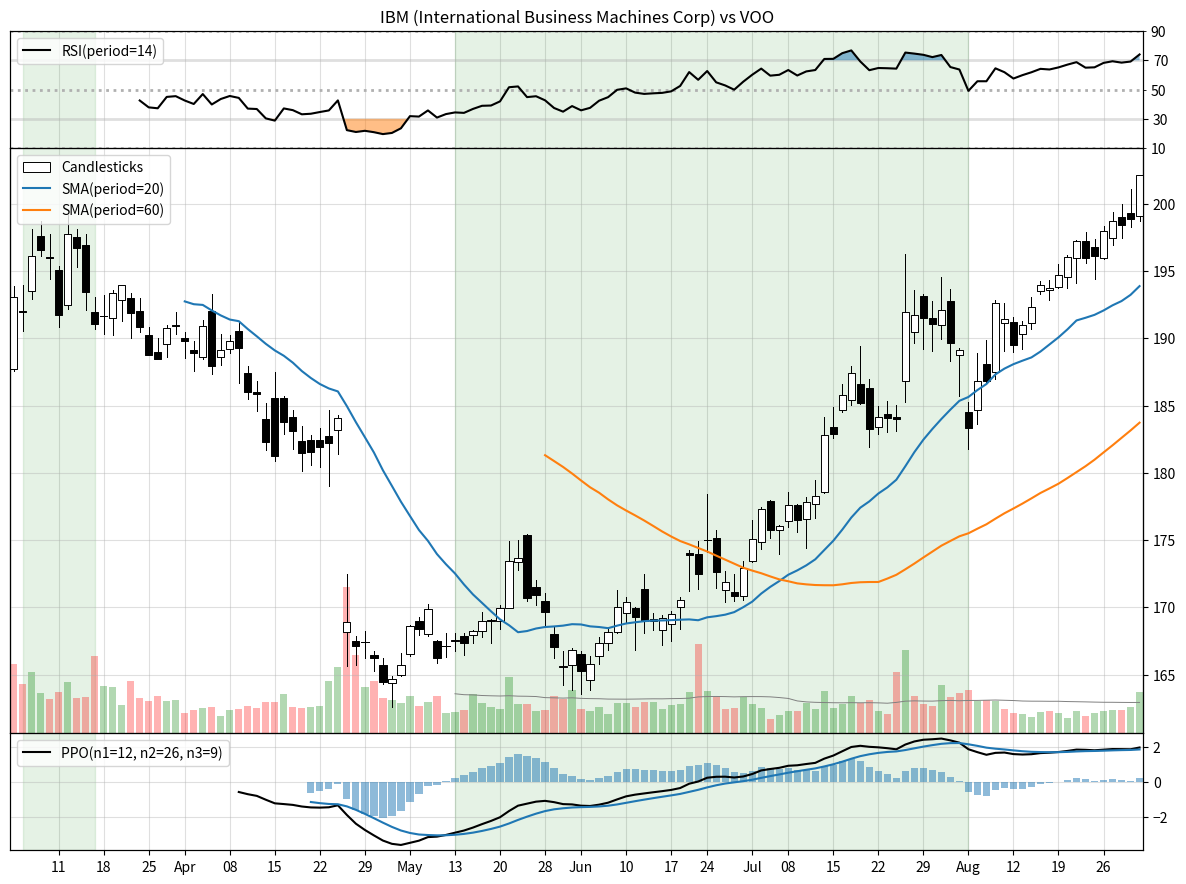 IBM (International Business Machines Corp) vs VOO
RSI(period=14)
90
70
50
30
10
Candlesticks
SMA(period=20)
SMA(period=60)
200
195
190
185
180
175
170
165
PPO(n1=12, n2=26, n3=9)
2
0
−2
11 18 25 Apr 08 15 22 29 May 13 20 28 Jun 10 17 24 Jul 08 15 22 29 Aug 12 19 26